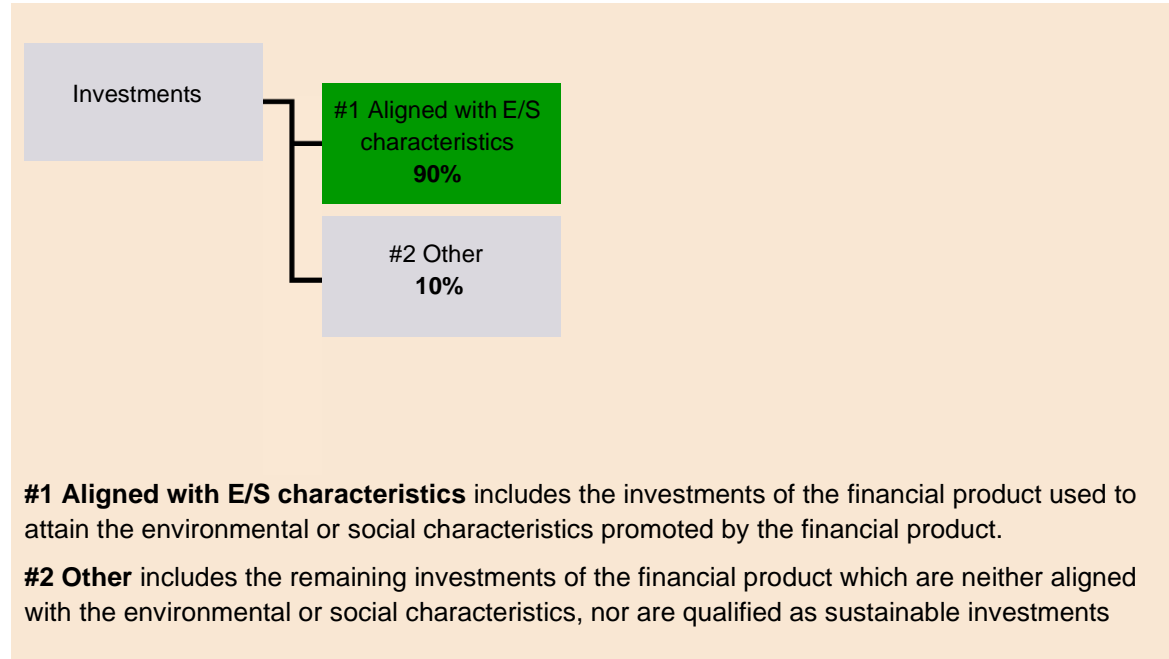 Investments
#1 Aligned with E/S
characteristics
90%
#2 Other
10%
#1 Aligned with E/S characteristics includes the investments of the financial product used to
attain the environmental or social characteristics promoted by the financial product.
#2 Other includes the remaining investments of the financial product which are neither aligned
with the environmental or social characteristics, nor are qualified as sustainable investments